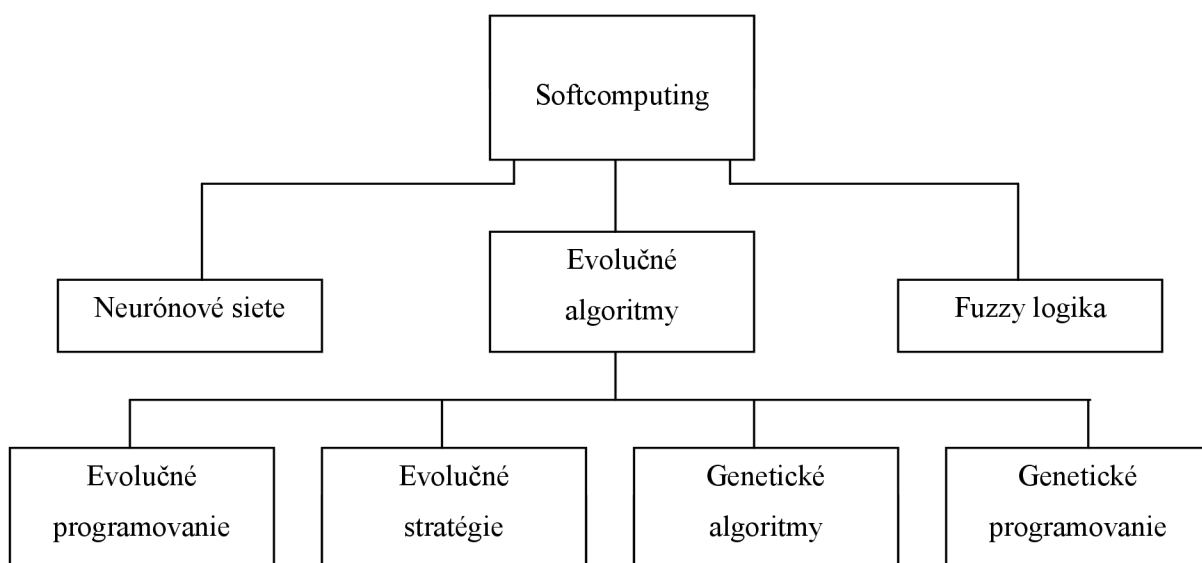 Softcomputing
Neurónové siete
Evolučné
algoritmy
Fuzzy logika
Evolučné
programovanie
Evolučné
stratégie
Genetické
algoritmy
Genetické
programovanie